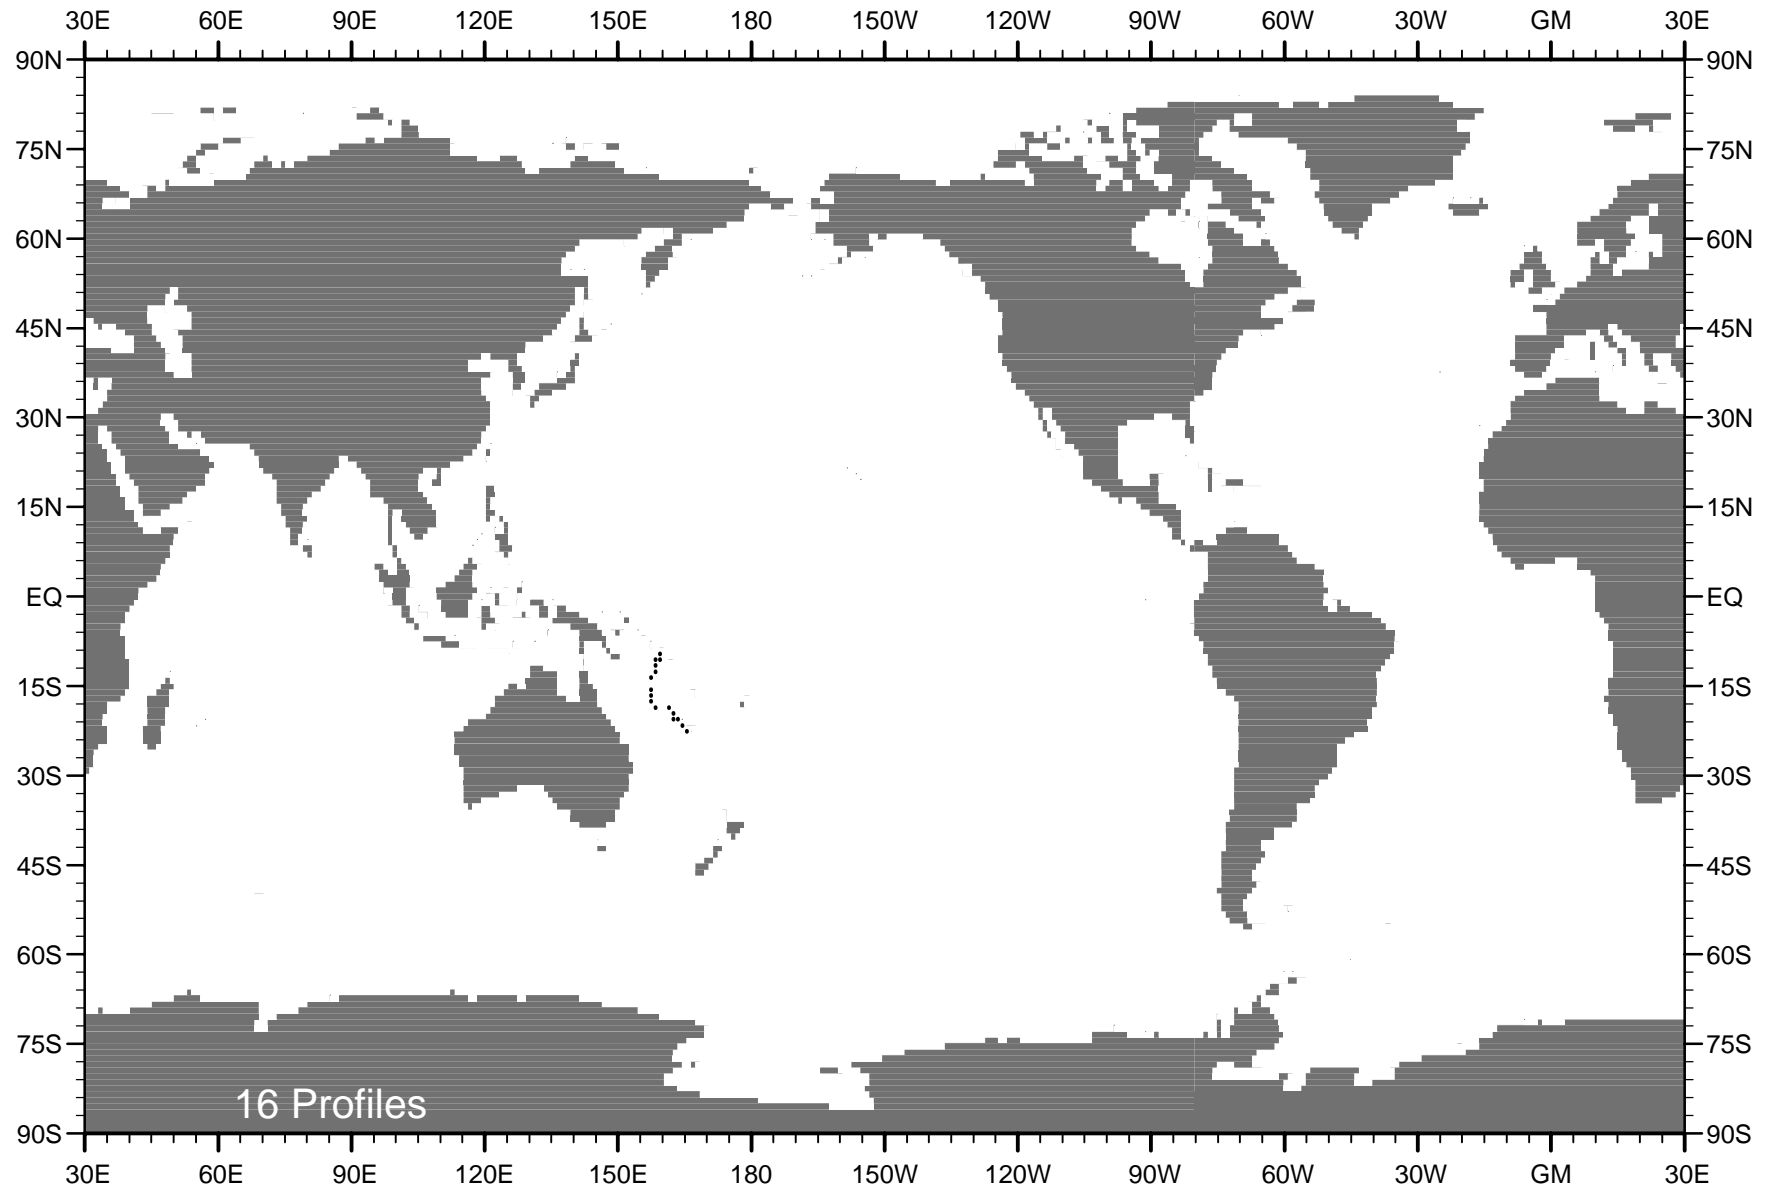 30E 60E 90E 120E 150E 180 150W 120W 90W 60W 30W GM 30E
90N 90N
75N 75N
60N 60N
45N 45N
30N 30N
15N 15N
EQ EQ
15S 15S
30S 30S
45S 45S
60S 60S
75S 75S
16 Profiles
90S 90S
30E 60E 90E 120E 150E 180 150W 120W 90W 60W 30W GM 30E